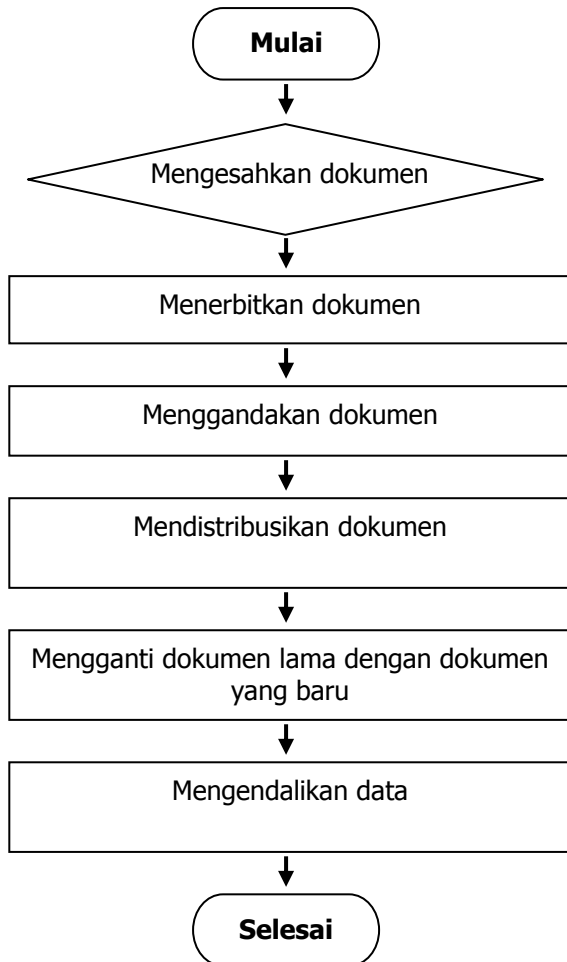 Mulai
Mengesahkan dokumen
Menerbitkan dokumen
Menggandakan dokumen
Mendistribusikan dokumen
Mengganti dokumen lama dengan dokumen
yang baru
Mengendalikan data
Selesai